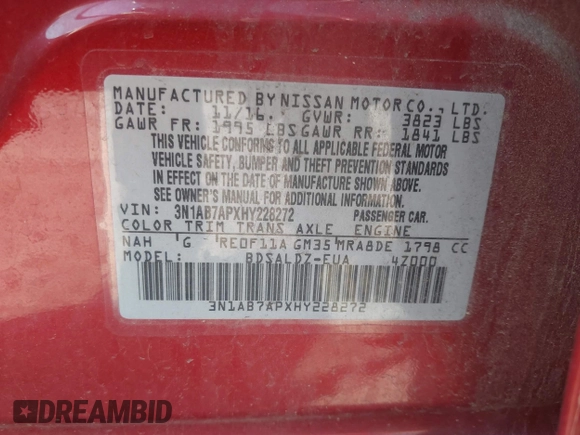 MANUFACTURED BY NISSAN MOTOR CO., LTD.
DATE: 11/16. GVWR: 3823 LBS
GAWR FR: 1995 LBS GAWR RR: 1841 LBS
THIS VEHICLE CONFORMS TO ALL APPLICABLE FEDERAL MOTOR
VEHICLE SAFETY, BUMPER AND THEFT PREVENTION STANDARDS
IN EFFECT ON THE DATE OF MANUFACTURE SHOWN ABOVE.
SEE OWNER'S MANUAL FOR ADDITIONAL INFORMATION.
VIN: 3N1AB7APXHY228272 PASSENGER CAR.
COLOR TRIM TRANS AXLE ENGINE
NAH G RE0F11A GM35 MRA8DE 1798 CC
MODEL: BDSALDZ-EUA 4Z000
3N1AB7APXHY228272
DREAMBID